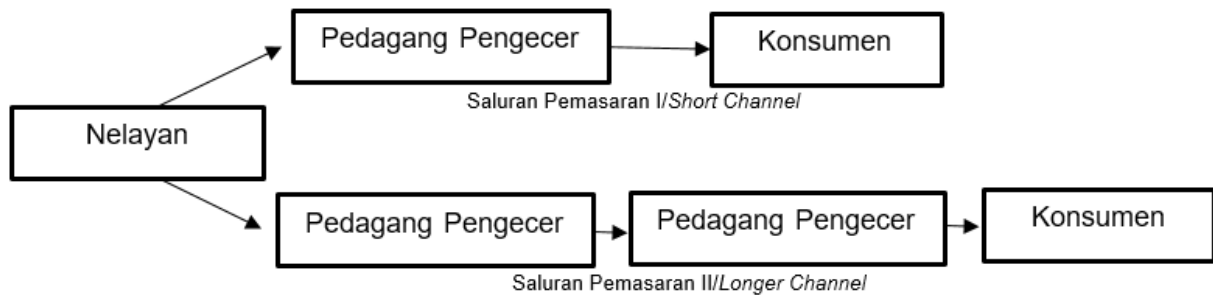 Pedagang Pengecer
Konsumen
Saluran Pemasaran I/Short Channel
Nelayan
Pedagang Pengecer
Pedagang Pengecer
Konsumen
Saluran Pemasaran II/Longer Channel